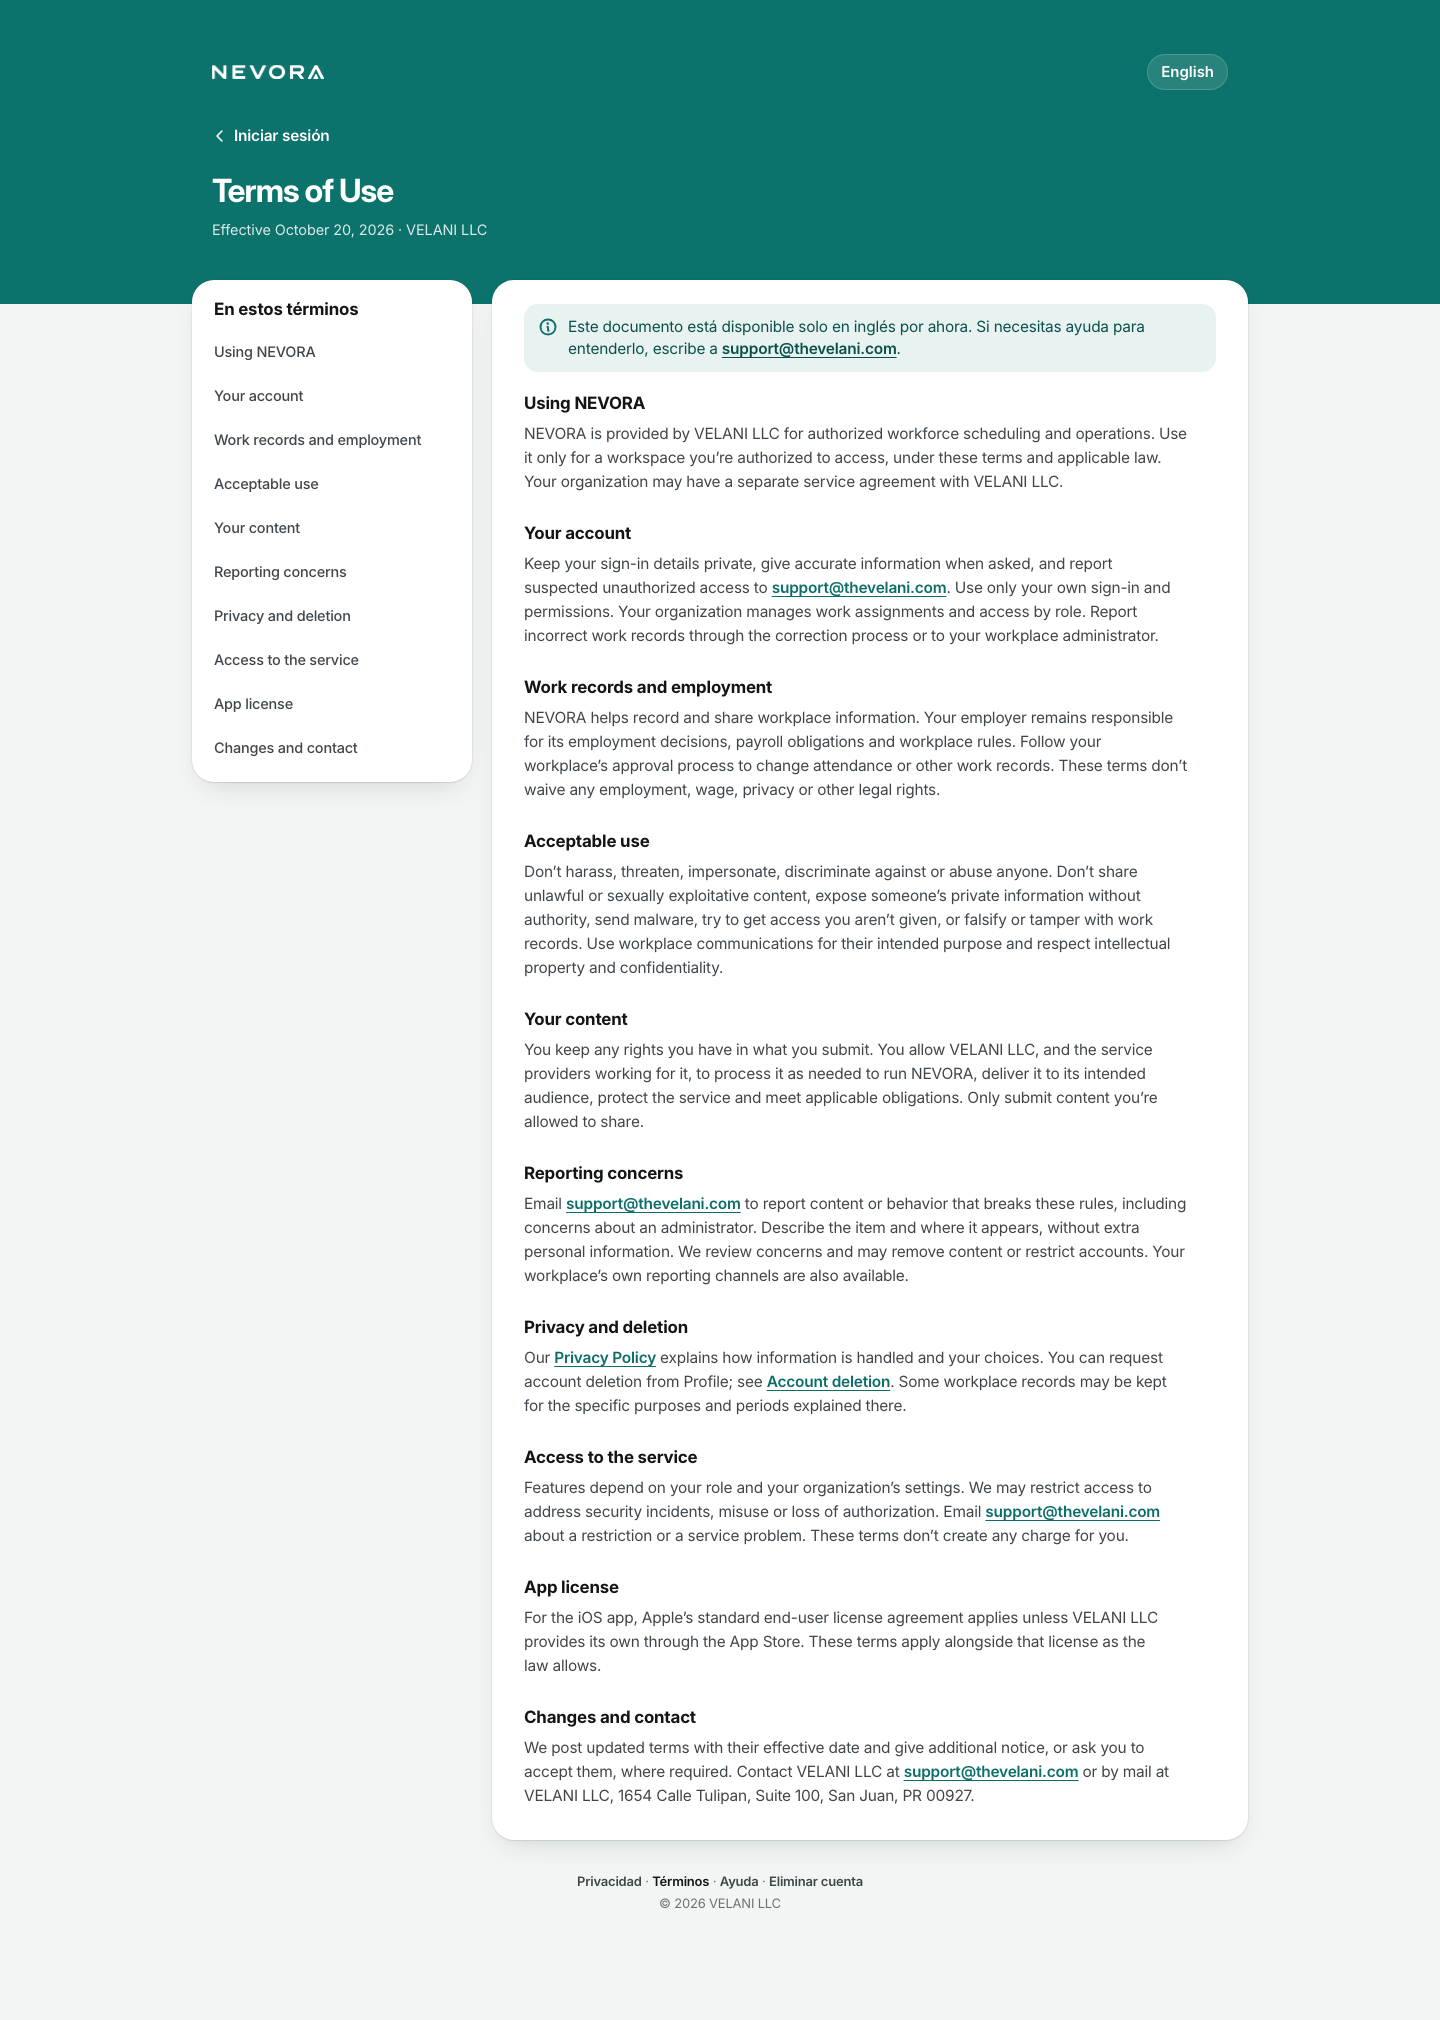 NEVORA
English
Iniciar sesión
Terms of Use
Effective October 20, 2026 · VELANI LLC
En estos términos
Using NEVORA
Your account
Work records and employment
Acceptable use
Your content
Reporting concerns
Privacy and deletion
Access to the service
App license
Changes and contact
Este documento está disponible solo en inglés por ahora. Si necesitas ayuda para
entenderlo, escribe a support@thevelani.com.
Using NEVORA
NEVORA is provided by VELANI LLC for authorized workforce scheduling and operations. Use
it only for a workspace you’re authorized to access, under these terms and applicable law.
Your organization may have a separate service agreement with VELANI LLC.
Your account
Keep your sign-in details private, give accurate information when asked, and report
suspected unauthorized access to support@thevelani.com. Use only your own sign-in and
permissions. Your organization manages work assignments and access by role. Report
incorrect work records through the correction process or to your workplace administrator.
Work records and employment
NEVORA helps record and share workplace information. Your employer remains responsible
for its employment decisions, payroll obligations and workplace rules. Follow your
workplace’s approval process to change attendance or other work records. These terms don’t
waive any employment, wage, privacy or other legal rights.
Acceptable use
Don’t harass, threaten, impersonate, discriminate against or abuse anyone. Don’t share
unlawful or sexually exploitative content, expose someone’s private information without
authority, send malware, try to get access you aren’t given, or falsify or tamper with work
records. Use workplace communications for their intended purpose and respect intellectual
property and confidentiality.
Your content
You keep any rights you have in what you submit. You allow VELANI LLC, and the service
providers working for it, to process it as needed to run NEVORA, deliver it to its intended
audience, protect the service and meet applicable obligations. Only submit content you’re
allowed to share.
Reporting concerns
Email support@thevelani.com to report content or behavior that breaks these rules, including
concerns about an administrator. Describe the item and where it appears, without extra
personal information. We review concerns and may remove content or restrict accounts. Your
workplace’s own reporting channels are also available.
Privacy and deletion
Our Privacy Policy explains how information is handled and your choices. You can request
account deletion from Profile; see Account deletion. Some workplace records may be kept
for the specific purposes and periods explained there.
Access to the service
Features depend on your role and your organization’s settings. We may restrict access to
address security incidents, misuse or loss of authorization. Email support@thevelani.com
about a restriction or a service problem. These terms don’t create any charge for you.
App license
For the iOS app, Apple’s standard end-user license agreement applies unless VELANI LLC
provides its own through the App Store. These terms apply alongside that license as the
law allows.
Changes and contact
We post updated terms with their effective date and give additional notice, or ask you to
accept them, where required. Contact VELANI LLC at support@thevelani.com or by mail at
VELANI LLC, 1654 Calle Tulipan, Suite 100, San Juan, PR 00927.
Privacidad · Términos · Ayuda · Eliminar cuenta
© 2026 VELANI LLC